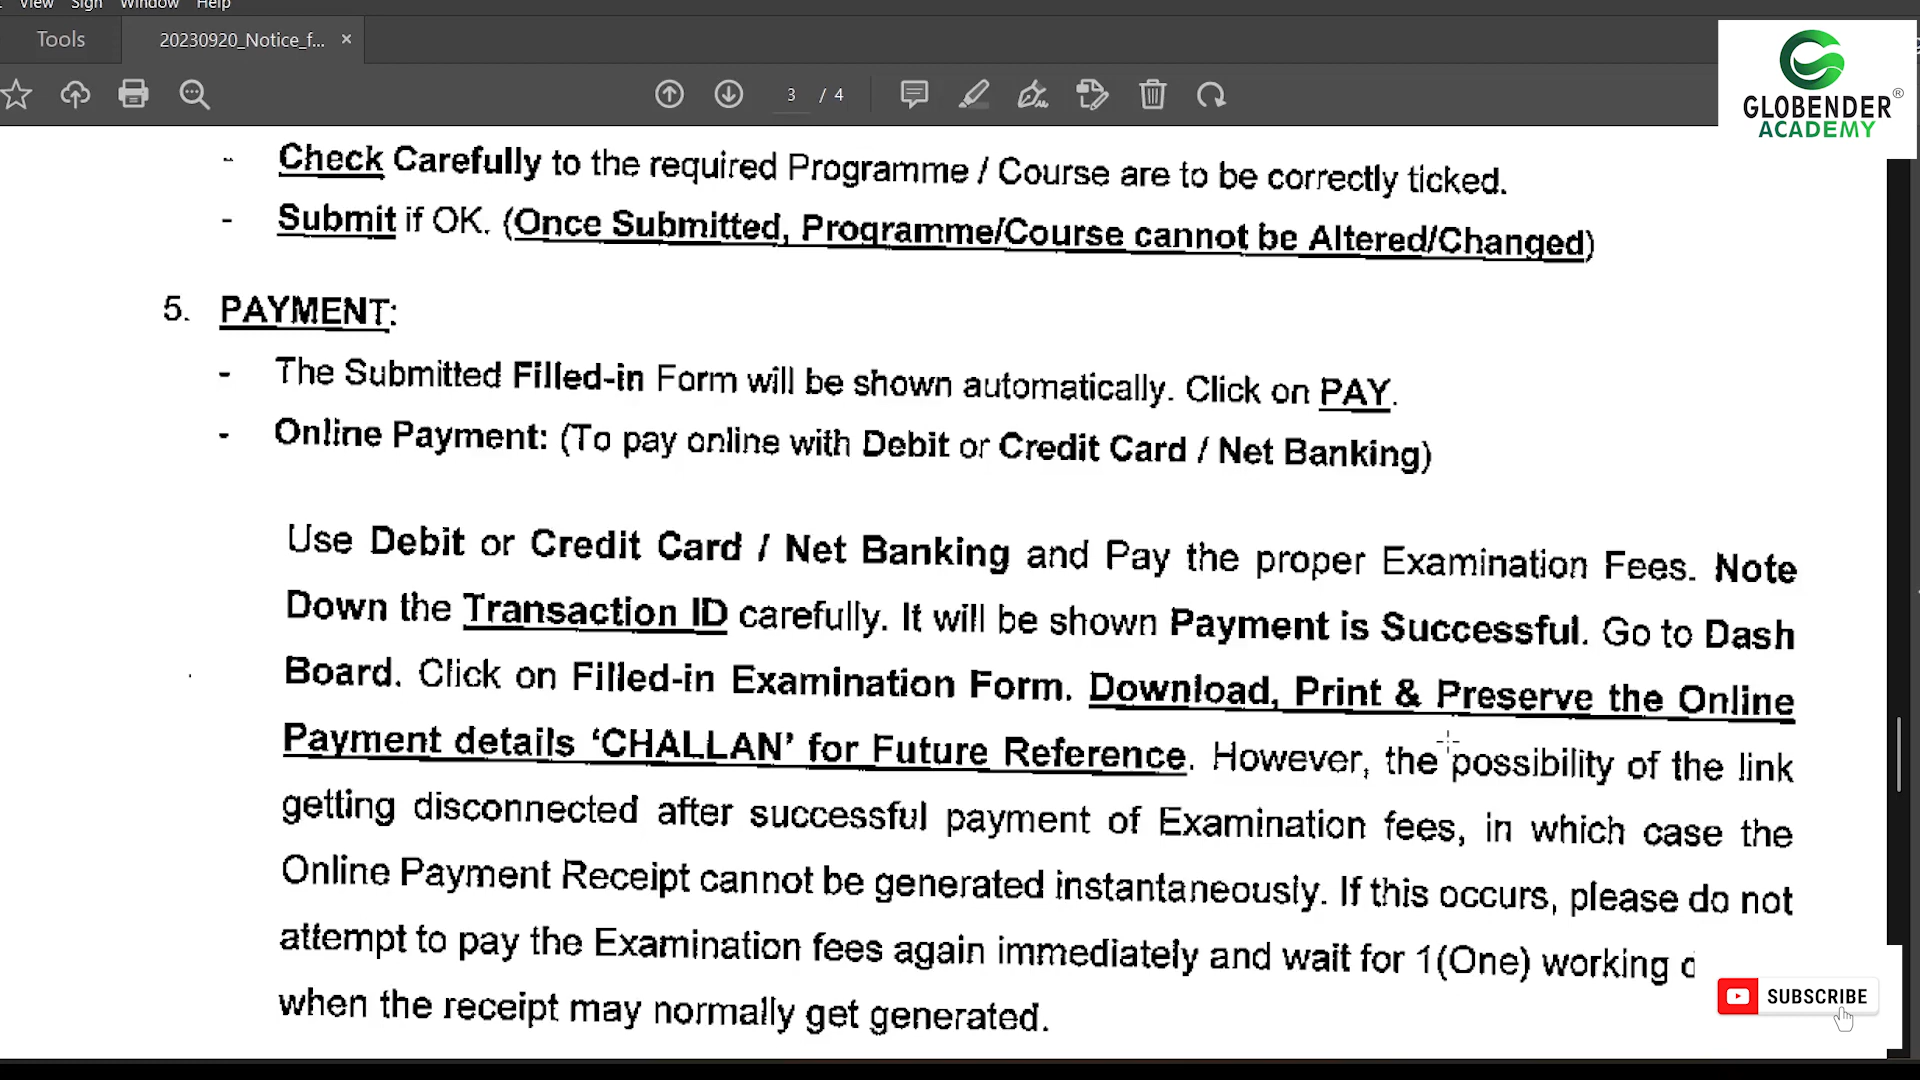 View Sign Window Help
Tools 20230920_Notice_f... ×
3 / 4
GLOBENDER®
ACADEMY
- Check Carefully to the required Programme / Course are to be correctly ticked.
- Submit if OK. (Once Submitted, Programme/Course cannot be Altered/Changed)
5. PAYMENT:
- The Submitted Filled-in Form will be shown automatically. Click on PAY.
- Online Payment: (To pay online with Debit or Credit Card / Net Banking)
Use Debit or Credit Card / Net Banking and Pay the proper Examination Fees. Note
Down the Transaction ID carefully. It will be shown Payment is Successful. Go to Dash
Board. Click on Filled-in Examination Form. Download, Print & Preserve the Online
Payment details ‘CHALLAN’ for Future Reference. However, the possibility of the link
getting disconnected after successful payment of Examination fees, in which case the
Online Payment Receipt cannot be generated instantaneously. If this occurs, please do not
attempt to pay the Examination fees again immediately and wait for 1(One) working
when the receipt may normally get generated.
SUBSCRIBE